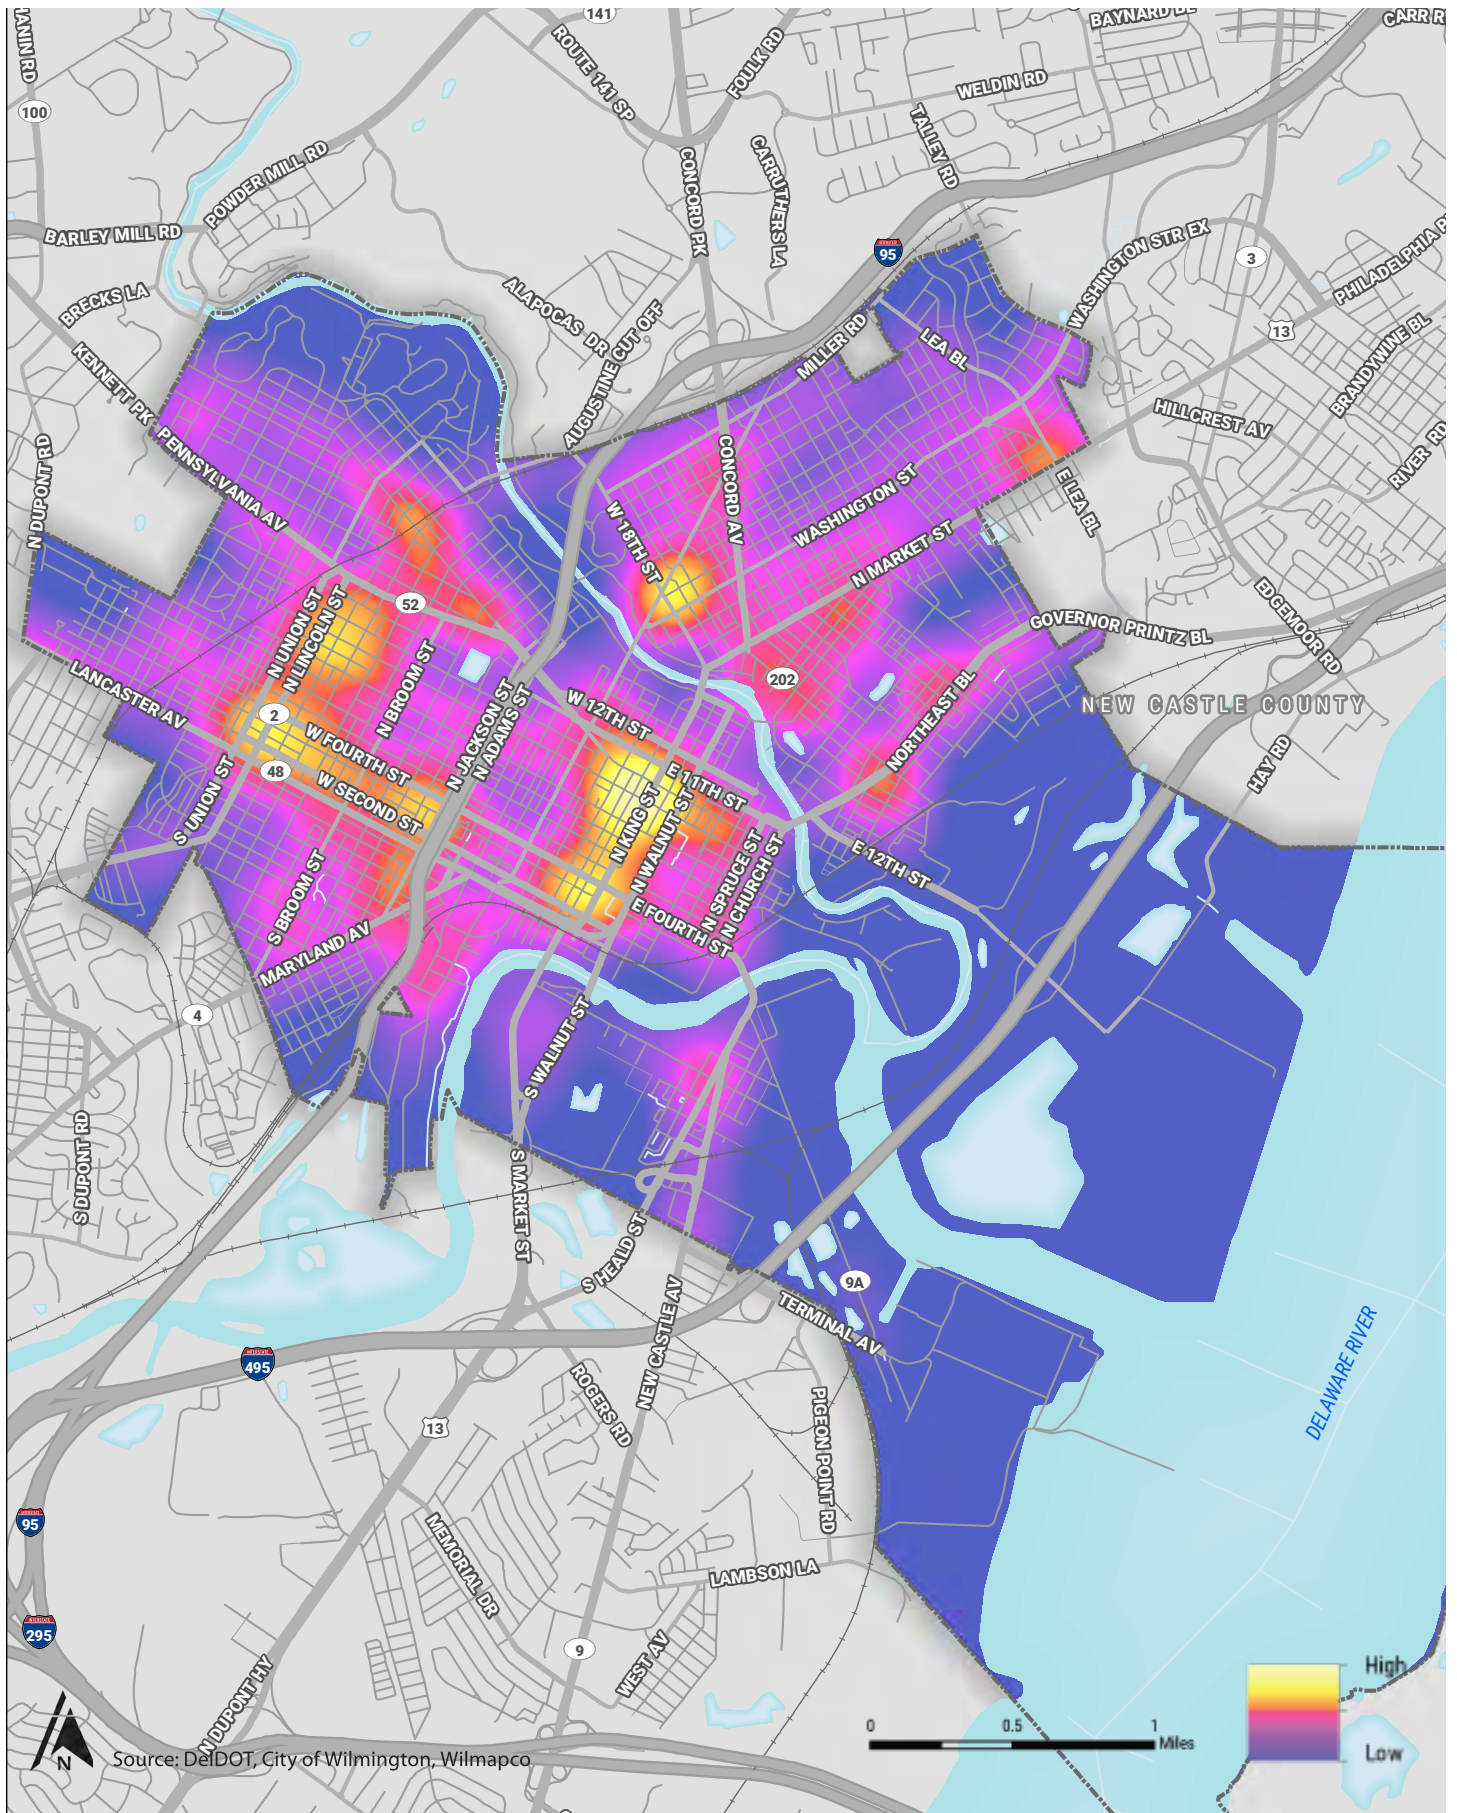 141
BAYNARD BL
CARR R
ROUTE 141 SP
FOULK RD
WELDIN RD
100
TALLEY RD
CARRUTHERS LA
CONCORD PK
POWDER MILL RD
BARLEY MILL RD
WASHINGTON STR EX
95
3
PHILADELPHIA P
BRECKS LA
ALAPOCAS DR
AUGUSTINE CUT OFF
MILLER RD
LEA BL
13
BRANDYWINE BL
KENNETT PK
HILLCREST AV
RIVER RD
N DUPONT RD
PENNSYLVANIA AV
CONCORD AV
W 18TH ST
WASHINGTON ST
E LEA BL
N MARKET ST
EDGEMOOR RD
N UNION ST
N LINCOLN ST
52
GOVERNOR PRINTZ BL
LANCASTER AV
N BROOM ST
202
NEW CASTLE COUNTY
2
W FOURTH ST
N JACKSON ST
N ADAMS ST
W 12TH ST
NORTHEAST BL
HAY RD
48
W SECOND ST
E 11TH ST
S UNION ST
N KING ST
N WALNUT ST
E 12TH ST
S BROOM ST
N SPRUCE ST
N CHURCH ST
E FOURTH ST
MARYLAND AV
4
S WALNUT ST
S DUPONT RD
S MARKET ST
S HEALD ST
NEW CASTLE AV
9A
TERMINAL AV
DELAWARE RIVER
INTERSTATE
495
ROGERS RD
PIGEON POINT RD
13
95
MEMORIAL DR
LAMBSON LA
INTERSTATE
295
9
WEST AV
N DUPONT HY
High
Low
0
0.5
1
Miles
N
Source: DelDOT, City of Wilmington, Wilmapco